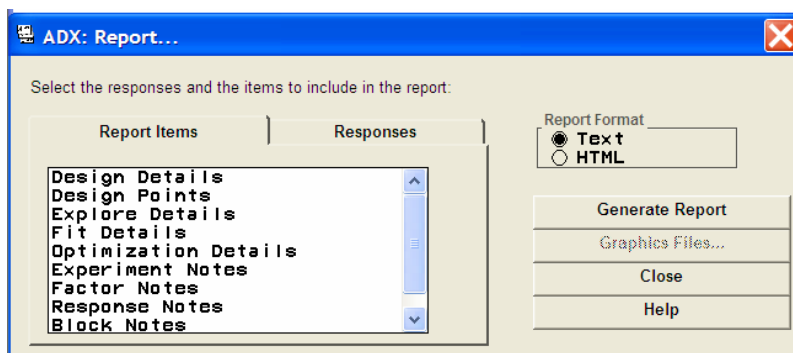 ADX: Report...
Select the responses and the items to include in the report:
Report Items
Responses
Design Details
Design Points
Explore Details
Fit Details
Optimization Details
Experiment Notes
Factor Notes
Response Notes
Block Notes
Report Format
Text
HTML
Generate Report
Graphics Files...
Close
Help